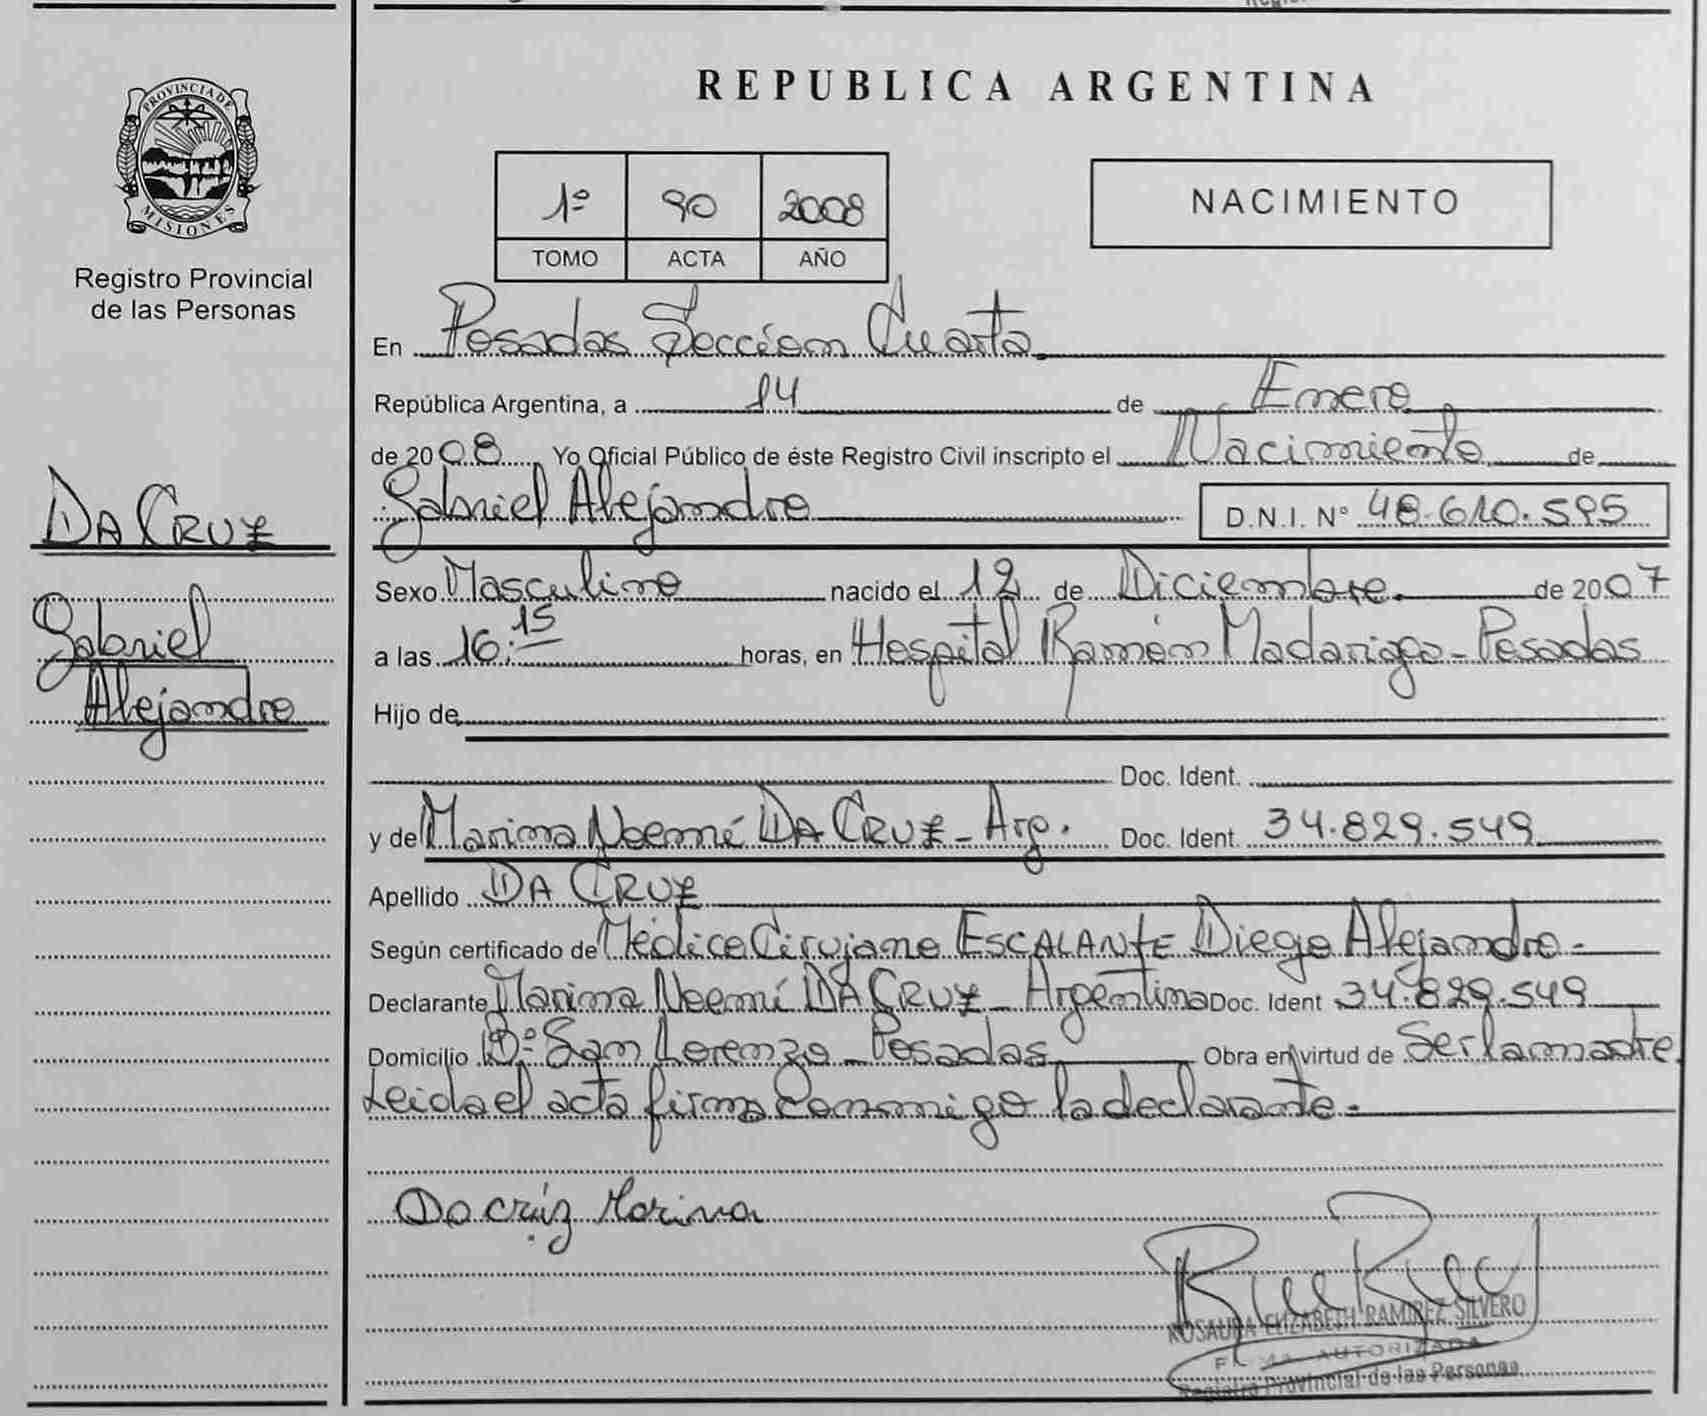 REPUBLICA ARGENTINA
PROVINCIA DE
MISIONES
Registro Provincial
de las Personas
1º 90 2008
TOMO ACTA AÑO
NACIMIENTO
En Posadas Sección Cuarta
República Argentina, a 14 de Enero
de 2008 Yo Oficial Público de éste Registro Civil inscripto el Nacimiento de
DA CRUZ
Gabriel Alejandro D.N.I. N° 48.610.595
Gabriel
Alejandro
Sexo Masculino nacido el 12 de Diciembre de 2007
a las 16:15 horas, en Hospital Ramón Madariaga - Posadas
Hijo de
Doc. Ident.
y de Marina Noemí DA CRUZ - Arg. Doc. Ident. 34.829.549
Apellido DA CRUZ
Según certificado de Médico Cirujano ESCALANTE Diego Alejandro -
Declarante Marina Noemí DA CRUZ - Argentina Doc. Ident 34.829.549
Domicilio Bº San Lorenzo - Posadas Obra en virtud de Ser la madre
Leida el acta firma conmigo la declarante -
Da cruz Marina
ROSAURA ELIZABETH RAMIREZ SILVERO
FIRMA AUTORIZADA
Registro Provincial de las Personas